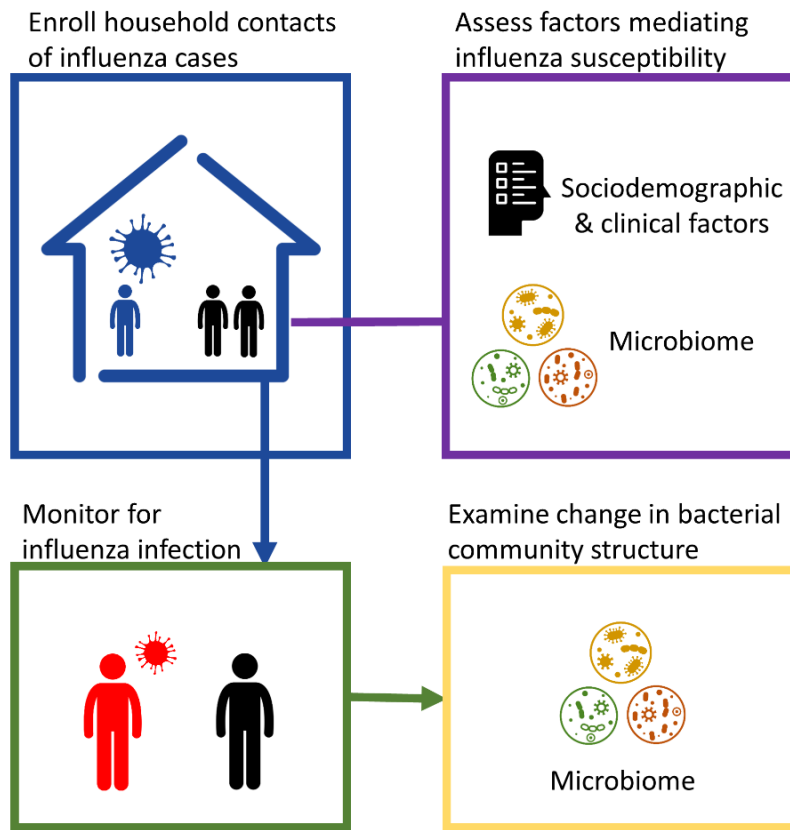 Enroll household contacts
of influenza cases
Assess factors mediating
influenza susceptibility
Sociodemographic
& clinical factors
Microbiome
Monitor for
influenza infection
Examine change in bacterial
community structure
Microbiome